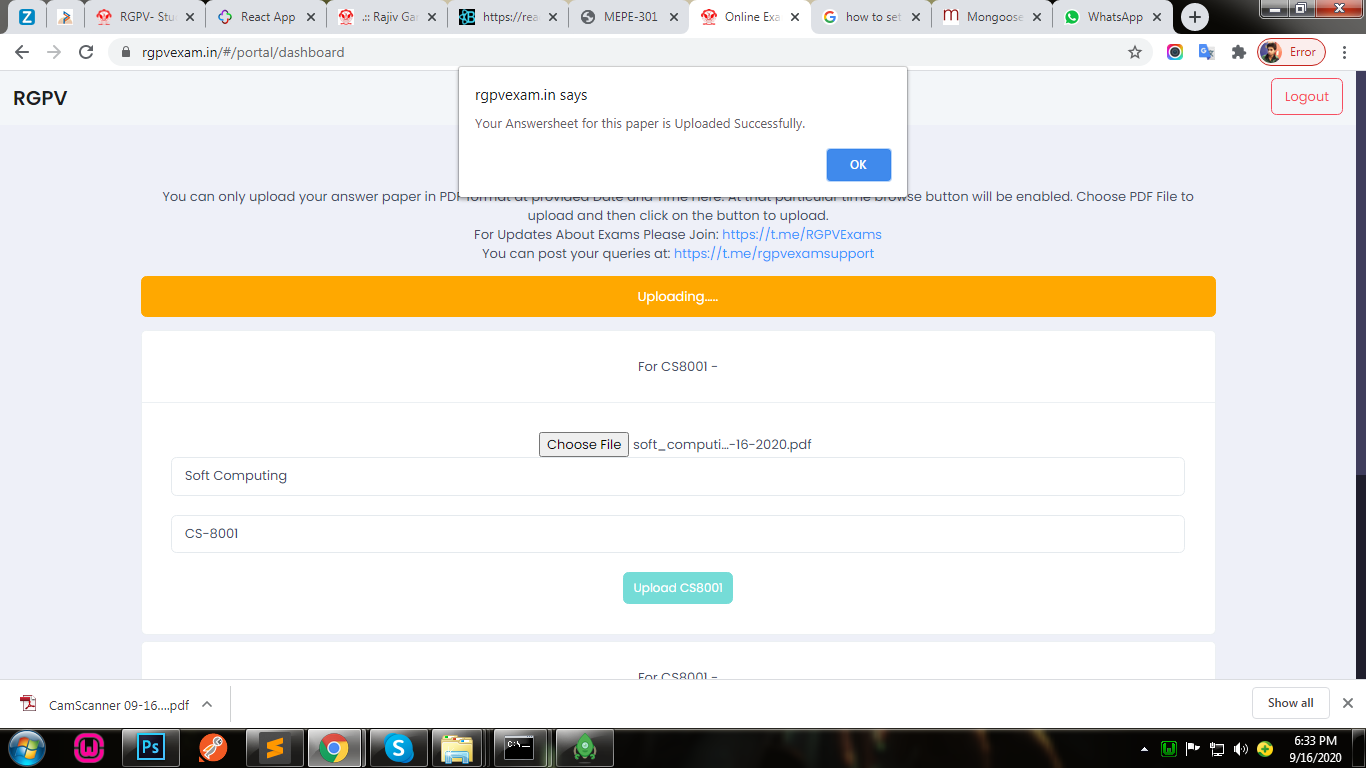 RGPV- Stu
React App
.:: Rajiv Gan
https://rea
MEPE-301
Online Exa
how to set
Mongoose
WhatsApp
rgpvexam.in/#/portal/dashboard
Error
RGPV
Logout
rgpvexam.in says
Your Answersheet for this paper is Uploaded Successfully.
OK
You can only upload your answer paper in PDF format at provided Date and Time here. At that particular time browse button will be enabled. Choose PDF File to
upload and then click on the button to upload.
For Updates About Exams Please Join: https://t.me/RGPVExams
You can post your queries at: https://t.me/rgpvexamsupport
Uploading.....
For CS8001 -
Choose File soft_computi...-16-2020.pdf
Soft Computing
CS-8001
Upload CS8001
For CS8001 -
CamScanner 09-16....pdf
Show all
Ps
6:33 PM
9/16/2020